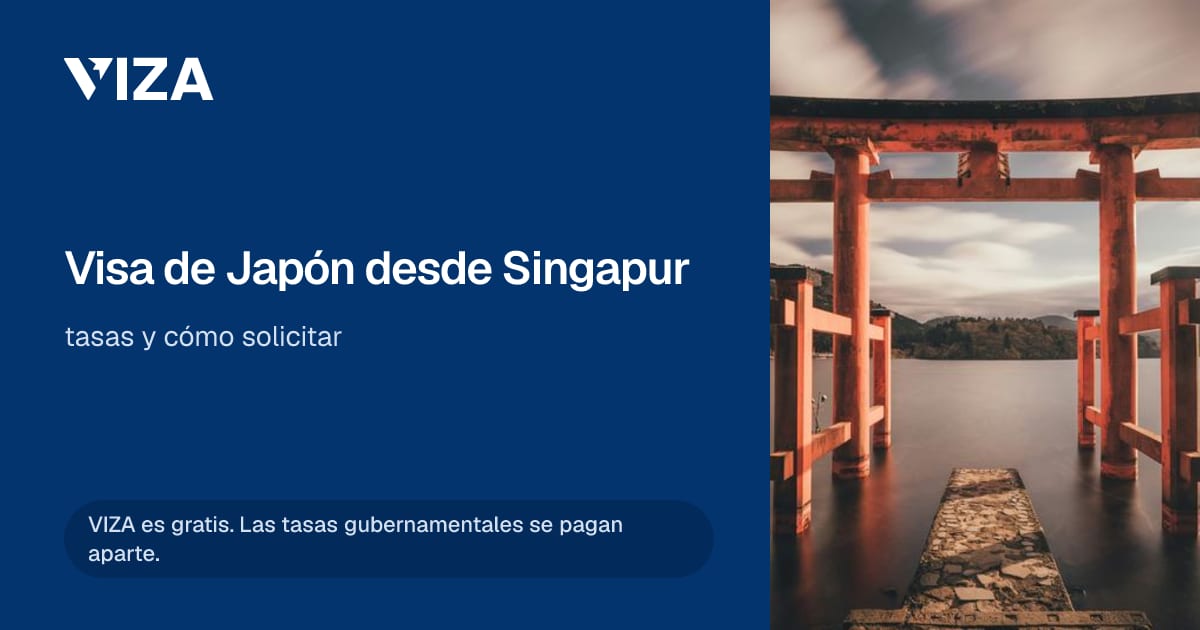 VIZA
Visa de Japón desde Singapur
tasas y cómo solicitar
VIZA es gratis. Las tasas gubernamentales se pagan
aparte.